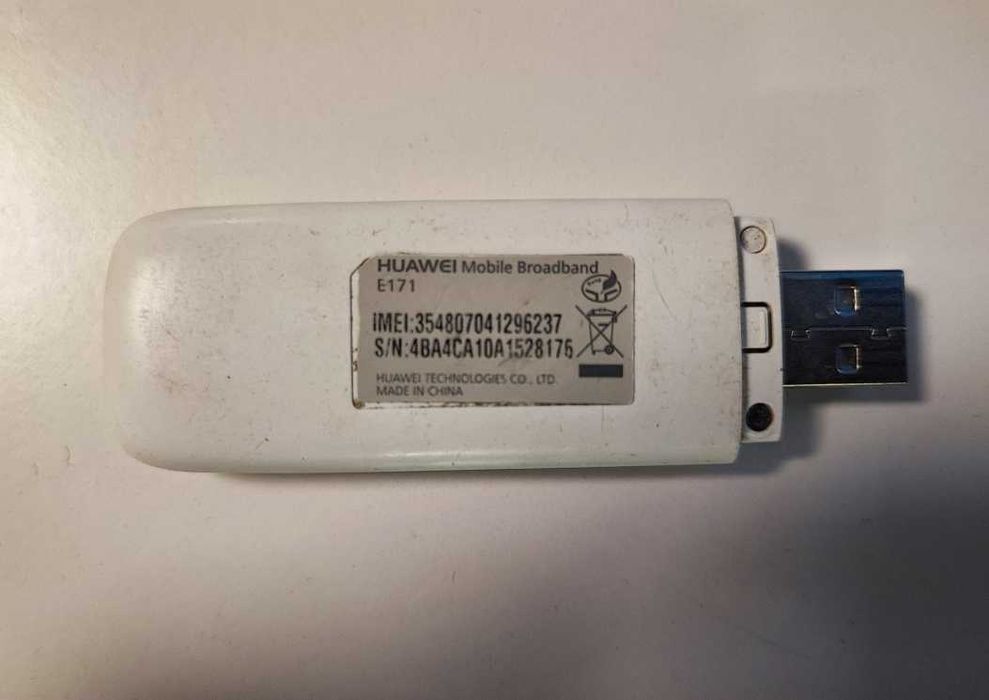 HUAWEI Mobile Broadband
E171
IMEI:354807041296237
S/N:4BA4CA10A1528176
HUAWEI TECHNOLOGIES CO., LTD.
MADE IN CHINA